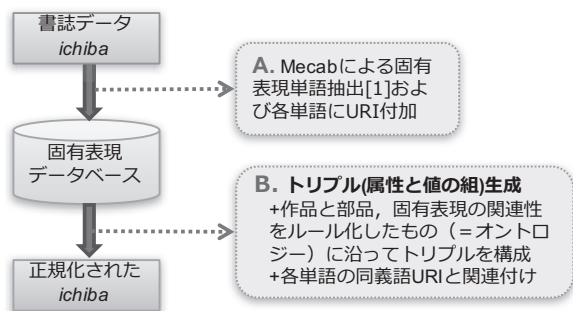 書誌データ
ichiba
A. Mecabによる固有
表現単語抽出[1]およ
び各単語にURI付加
固有表現
データベース
B. トリプル(属性と値の組)生成
+作品と部品，固有表現の関連性
をルール化したもの（＝オントロ
ジー）に沿ってトリプルを構成
+各単語の同義語URIと関連付け
正規化された
ichiba